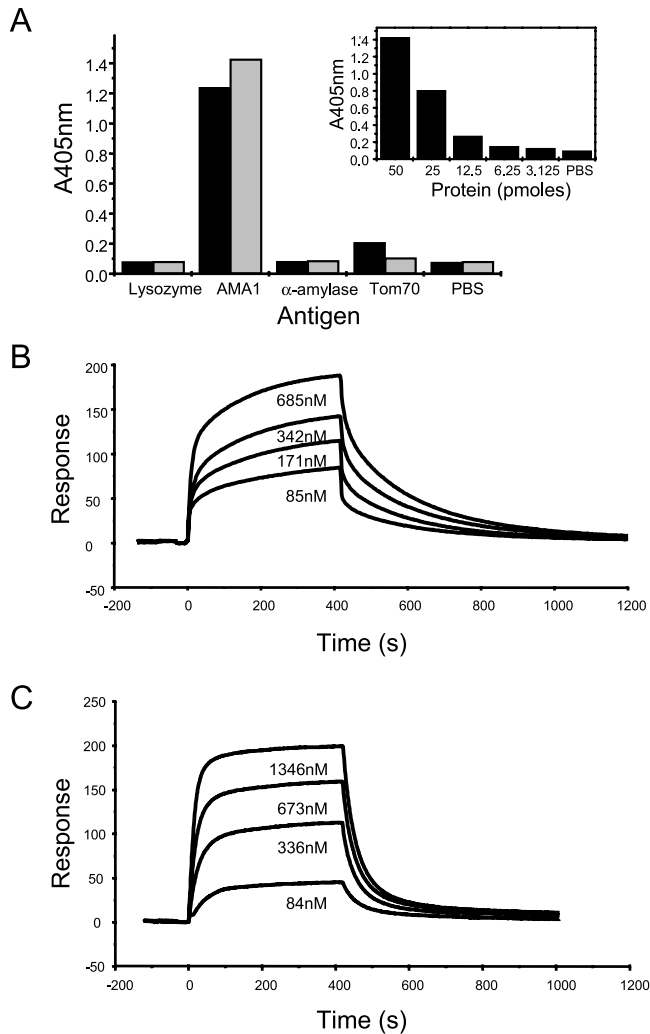 A
A405nm
1.4
1.2
1.0
0.8
0.6
0.4
0.2
0.0
Lysozyme AMA1 α-amylase Tom70 PBS
Antigen
A405nm
1.4
1.2
1.0
0.8
0.6
0.4
0.2
0.0
50 25 12.5 6.25 3.125 PBS
Protein (pmoles)
B
Response
200
150
100
50
0
-50
685nM
342nM
171nM
85nM
-200 0 200 400 600 800 1000 1200
Time (s)
C
Response
250
200
150
100
50
0
-50
1346nM
673nM
336nM
84nM
-200 0 200 400 600 800 1000 1200
Time (s)